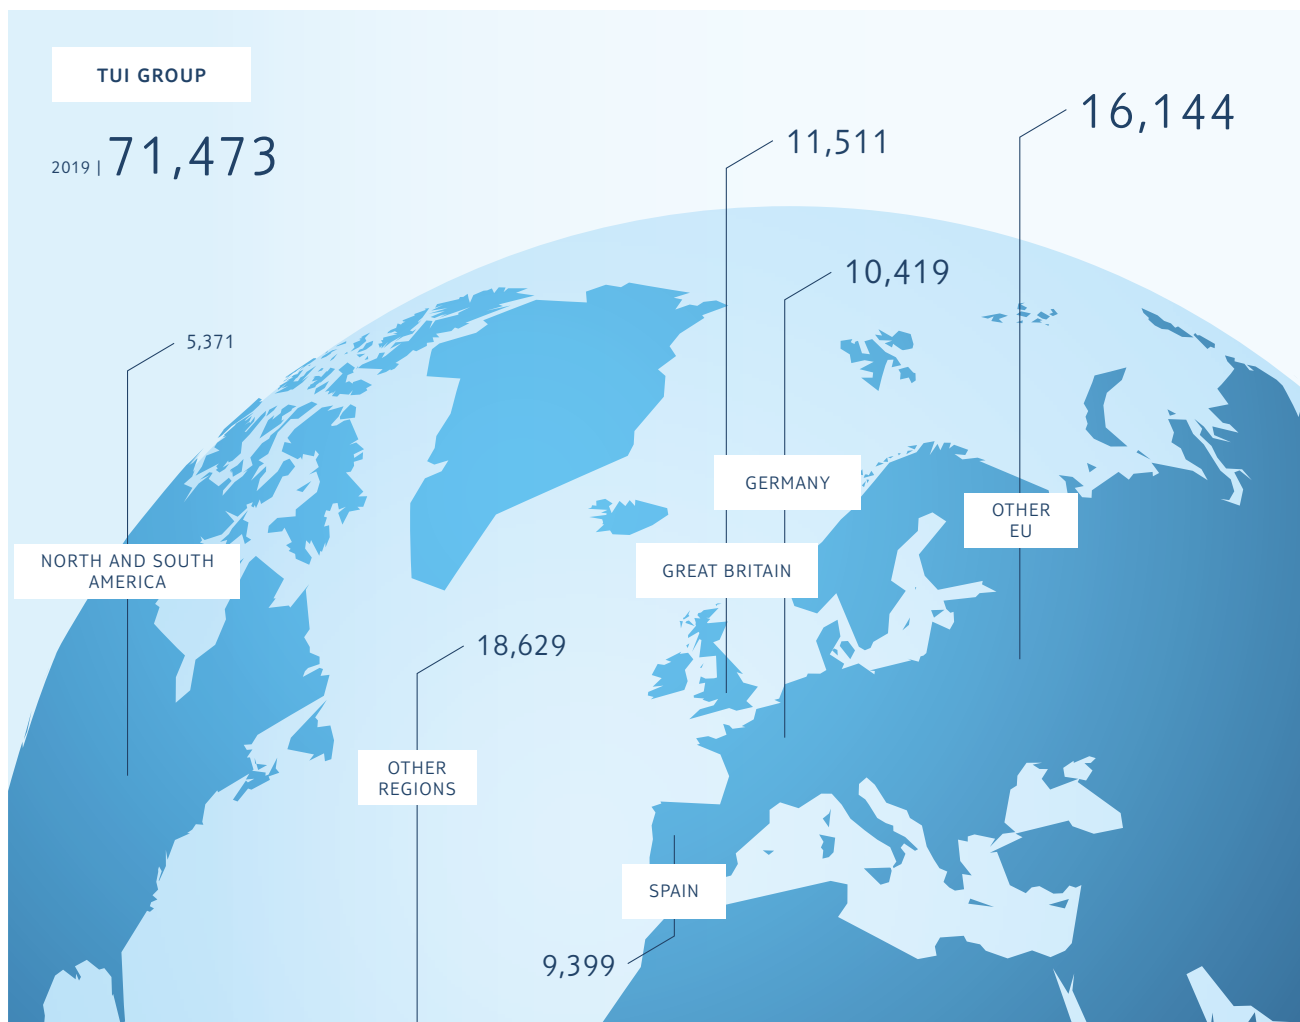 TUI GROUP
2019 | 71,473
16,144
11,511
10,419
5,371
GERMANY
OTHER
EU
NORTH AND SOUTH
AMERICA
GREAT BRITAIN
18,629
OTHER
REGIONS
SPAIN
9,399